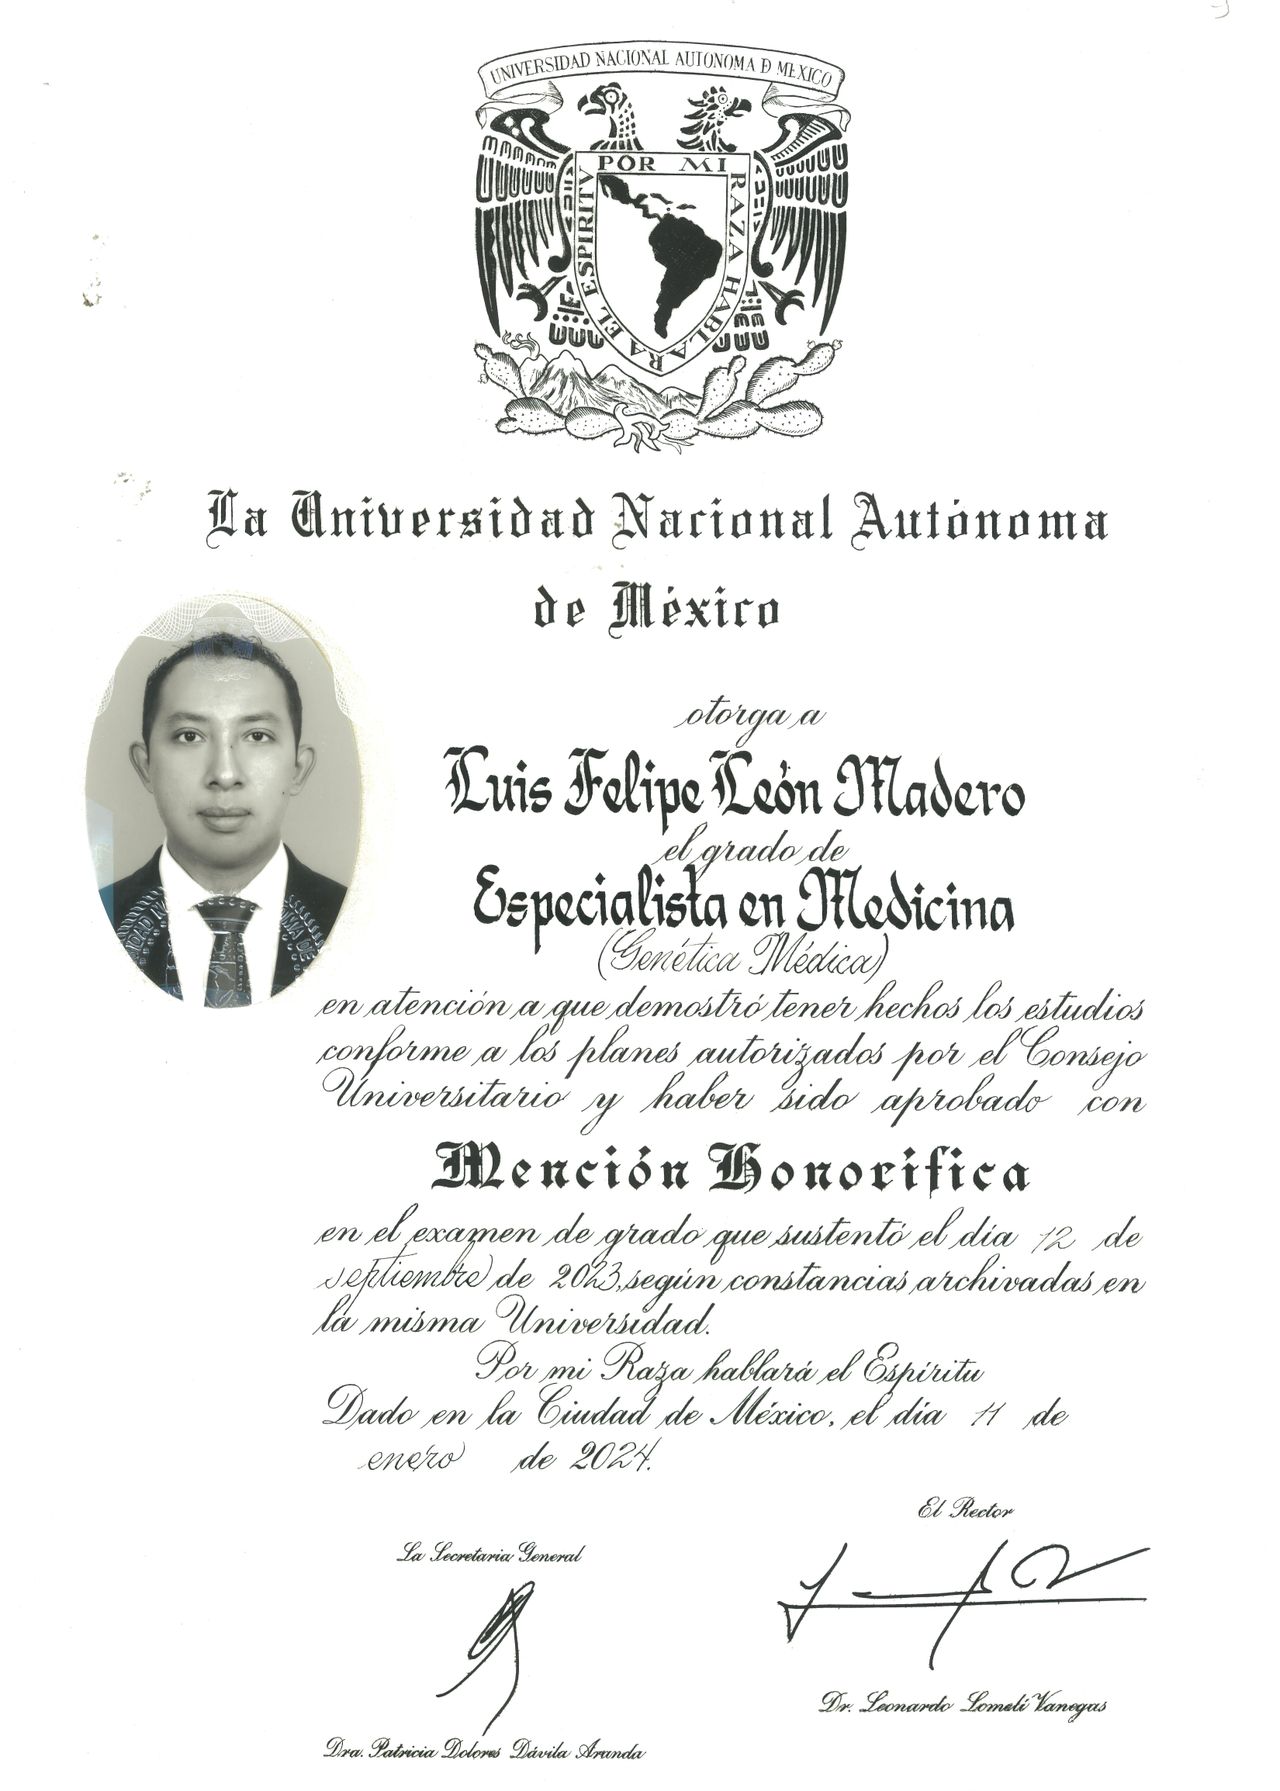 UNIVERSIDAD NACIONAL AUTONOMA D MEXICO
POR MI RAZA HABLARA EL ESPIRITV
La Universidad Nacional Autónoma
de México
otorga a
Luis Felipe León Madero
el grado de
Especialista en Medicina
(Genética Médica)
en atención a que demostró tener hechos los estudios
conforme a los planes autorizados por el Consejo
Universitario y haber sido aprobado con
Mención Honorífica
en el examen de grado que sustentó el día 12 de
septiembre de 2023, según constancias archivadas en
la misma Universidad.
Por mi Raza hablará el Espíritu
Dado en la Ciudad de México, el día 11 de
enero de 2024.
El Rector
La Secretaria General
Dr. Leonardo Lomelí Vanegas
Dra. Patricia Dolores Dávila Aranda